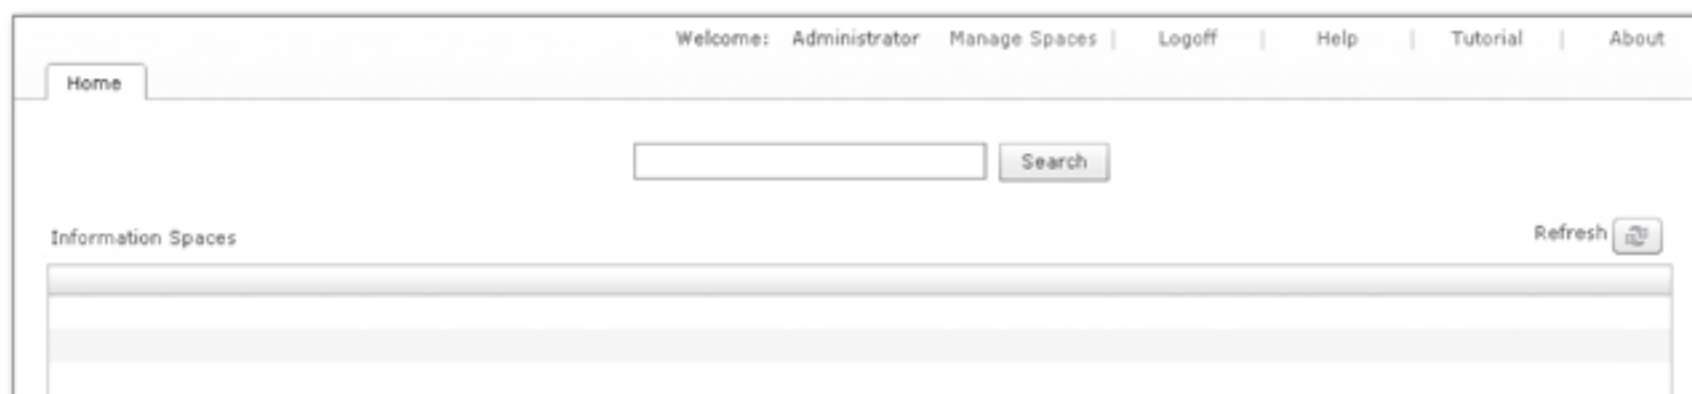 Welcome: Administrator Manage Spaces | Logoff | Help | Tutorial | About
Home
Search
Information Spaces Refresh